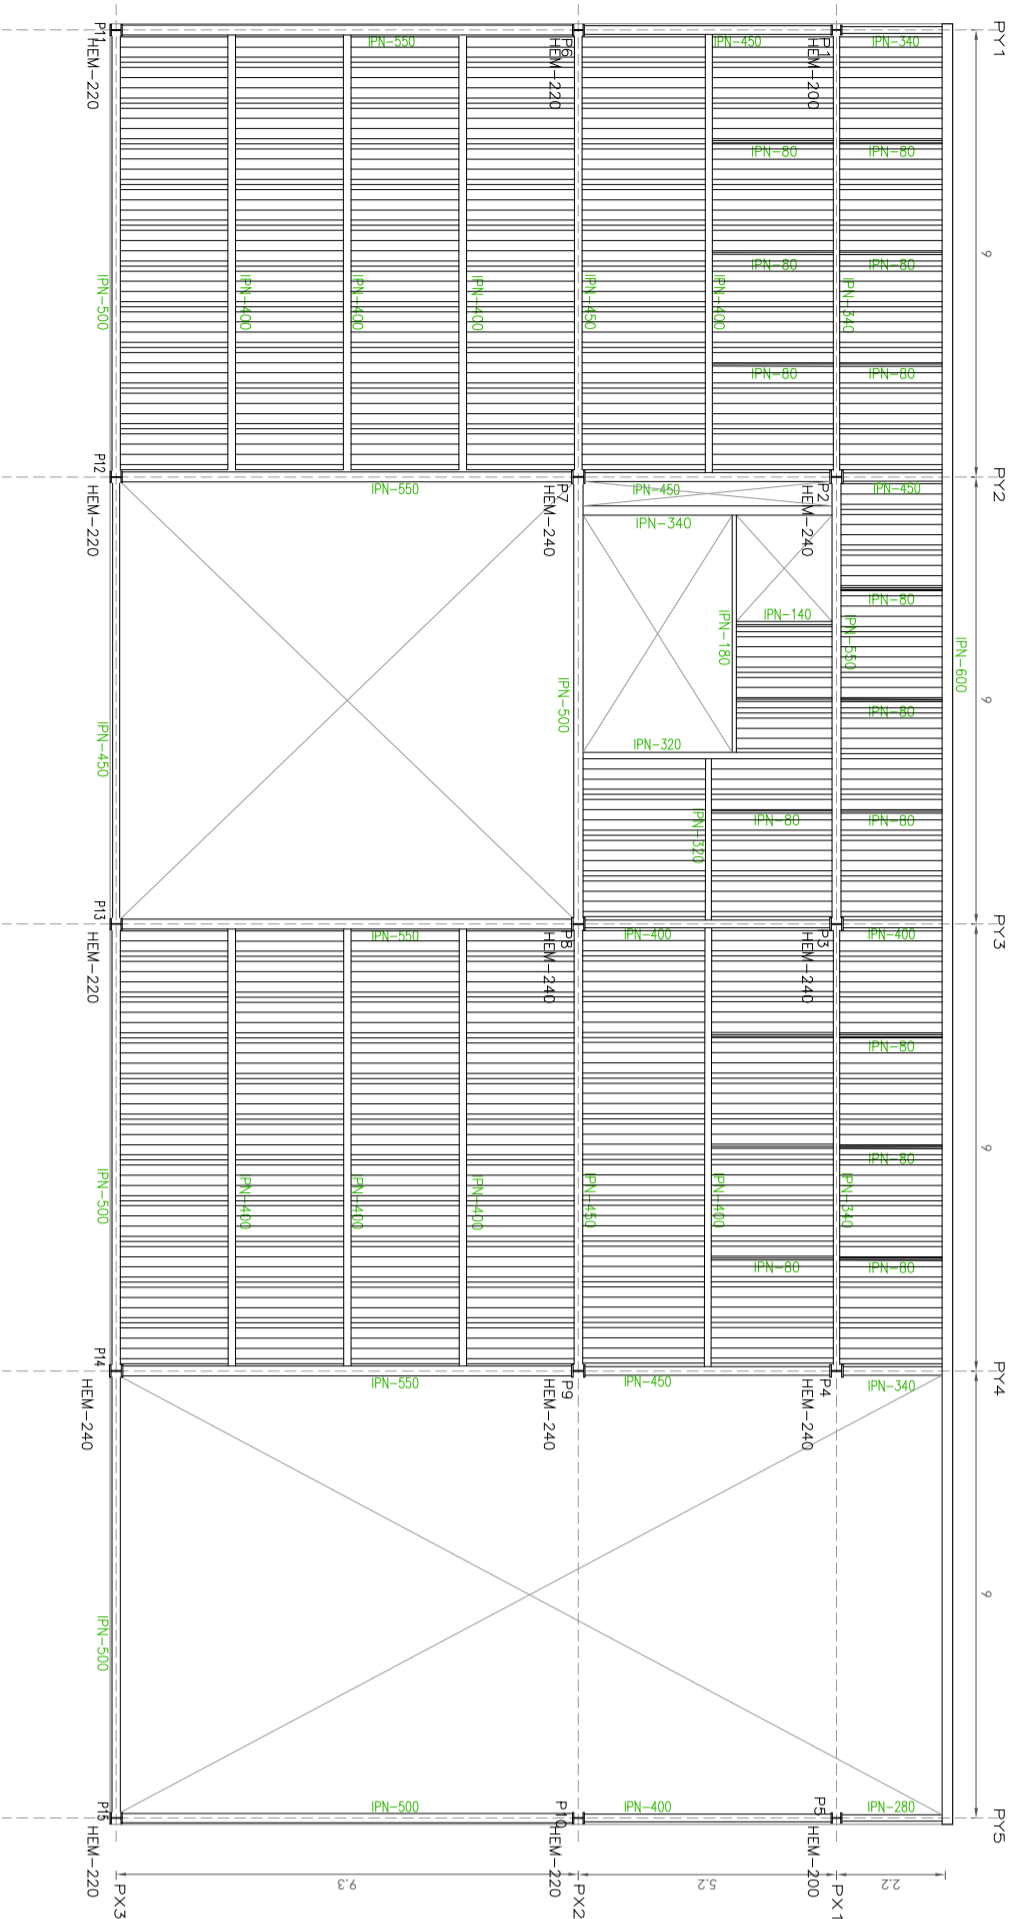 PY1
P11
HEM-220
IPN-550
P6
HEM-220
IPN-450
P1
HEM-200
IPN-340
IPN-80
IPN-80
9
IPN-80
IPN-80
IPN-500
IPN-400
IPN-400
IPN-400
IPN-450
IPN-400
IPN-340
IPN-80
IPN-80
PY2
P12
HEM-220
IPN-550
P7
HEM-240
IPN-450
P2
HEM-240
IPN-450
IPN-340
IPN-80
IPN-140
IPN-180
IPN-550
IPN-600
9
IPN-450
IPN-500
IPN-80
IPN-320
IPN-320
IPN-80
IPN-80
PY3
P13
HEM-220
IPN-550
P8
HEM-240
IPN-400
P3
HEM-240
IPN-400
IPN-80
9
IPN-80
IPN-500
IPN-400
IPN-400
IPN-400
IPN-450
IPN-400
IPN-340
IPN-80
IPN-80
PY4
P14
HEM-240
IPN-550
P9
HEM-240
IPN-450
P4
HEM-240
IPN-340
9
IPN-500
PY5
P15
HEM-220
IPN-500
P10
HEM-220
IPN-400
P5
HEM-200
IPN-280
9.3
5.2
2.2
PX3
PX2
PX1